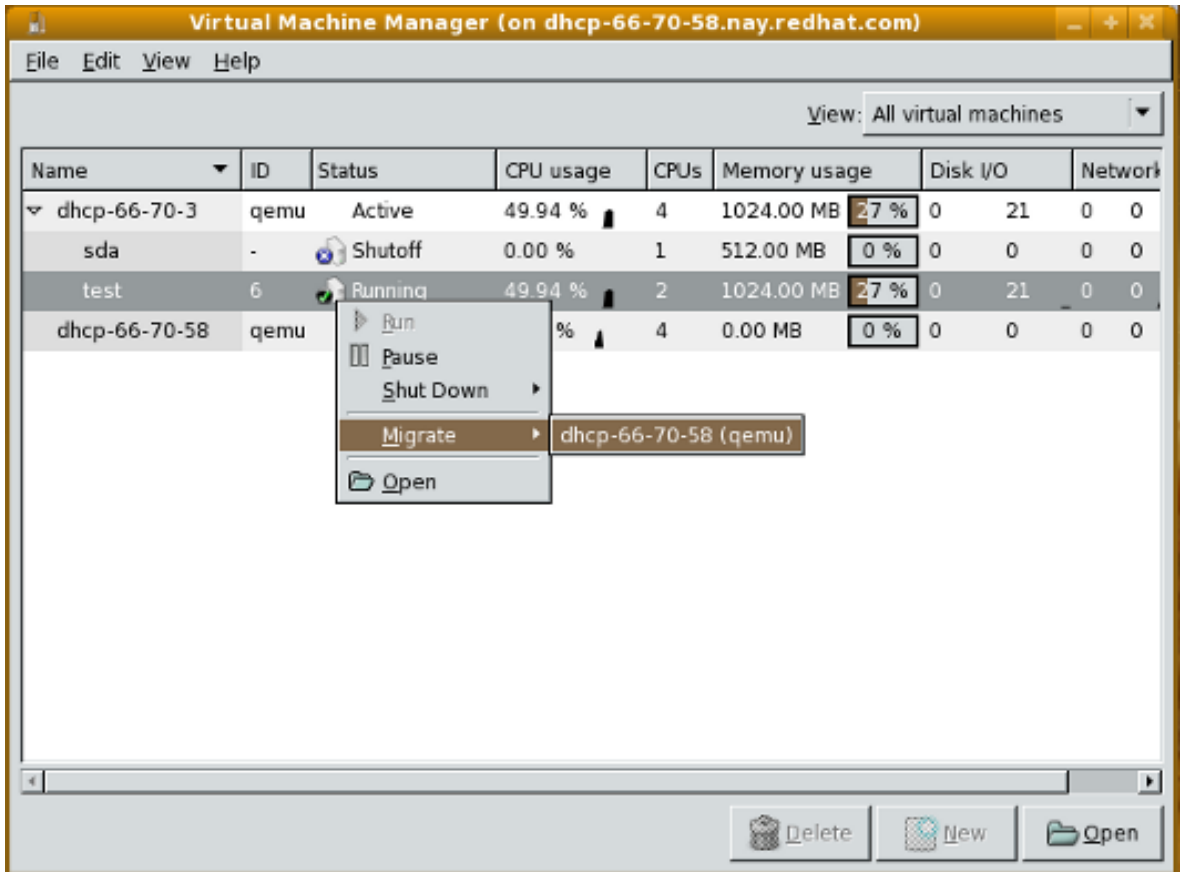 Virtual Machine Manager (on dhcp-66-70-58.nay.redhat.com)
File Edit View Help
View: All virtual machines
Name ID Status CPU usage CPUs Memory usage Disk I/O Network
dhcp-66-70-3 qemu Active 49.94 % 4 1024.00 MB 27 % 0 21 0 0
sda - Shutoff 0.00 % 1 512.00 MB 0 % 0 0 0 0
test 6 Running 49.94 % 2 1024.00 MB 27 % 0 21 0 0
dhcp-66-70-58 qemu % 4 0.00 MB 0 % 0 0 0 0
Run
Pause
Shut Down
Migrate dhcp-66-70-58 (qemu)
Open
Delete New Open